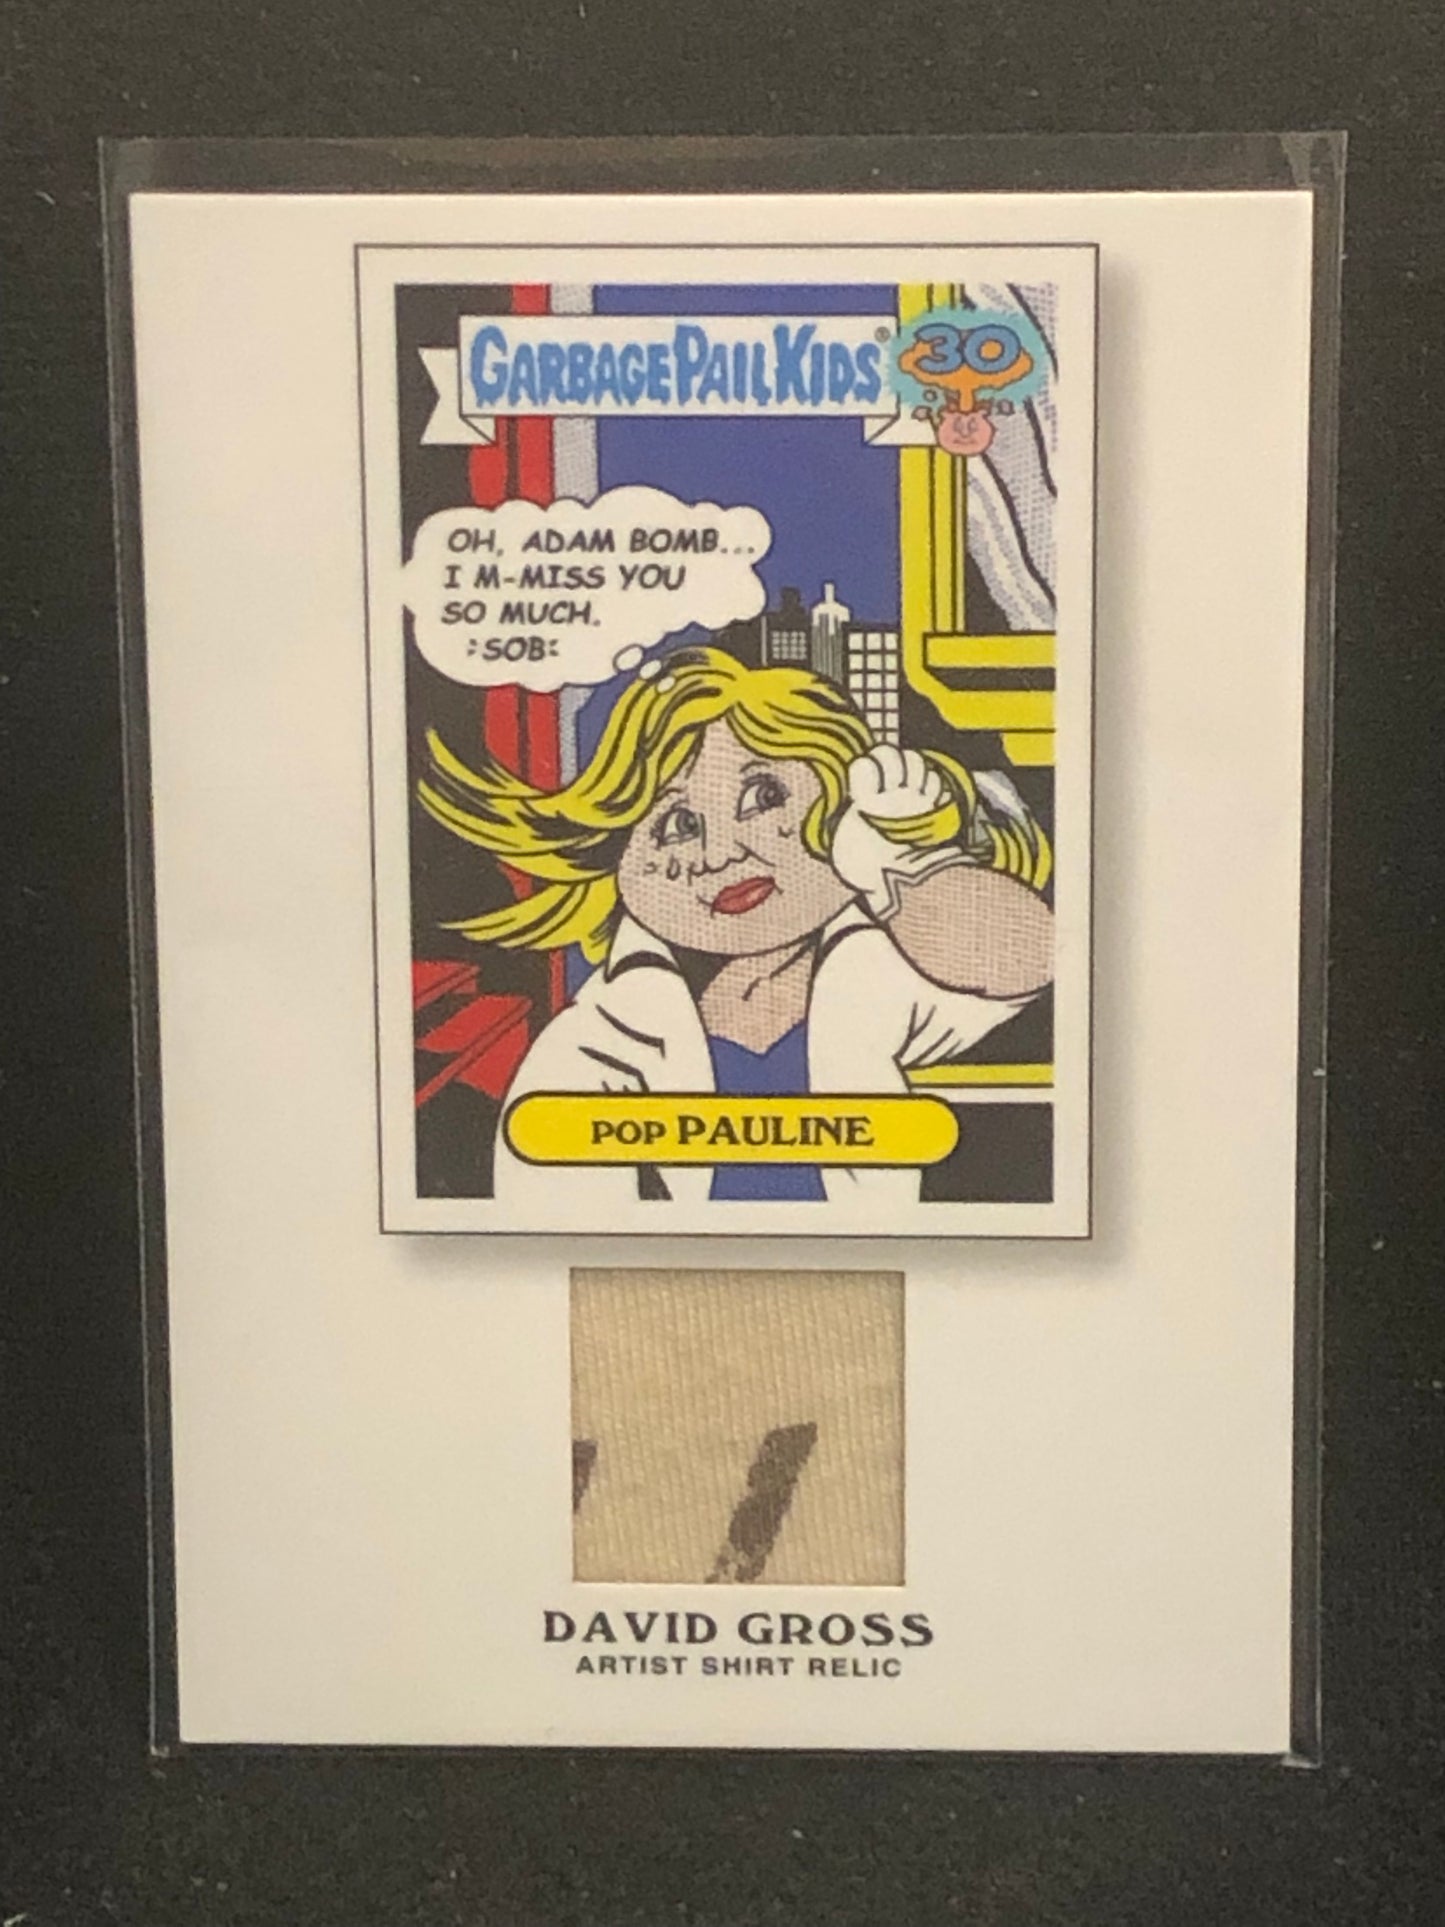 GARBAGE PAIL KIDS®
30
OH, ADAM BOMB...
I M-MISS YOU
SO MUCH.
:SOB:
POP PAULINE
DAVID GROSS
ARTIST SHIRT RELIC